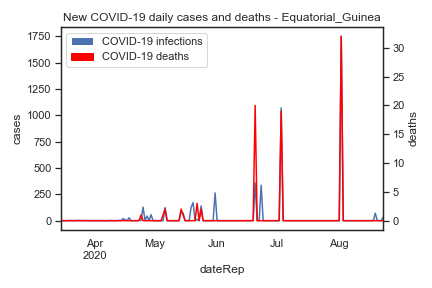 New COVID-19 daily cases and deaths - Equatorial_Guinea
COVID-19 infections
COVID-19 deaths
1750
1500
1250
1000
750
500
250
0
cases
30
25
20
15
10
5
0
deaths
Apr
2020
May
Jun
Jul
Aug
dateRep